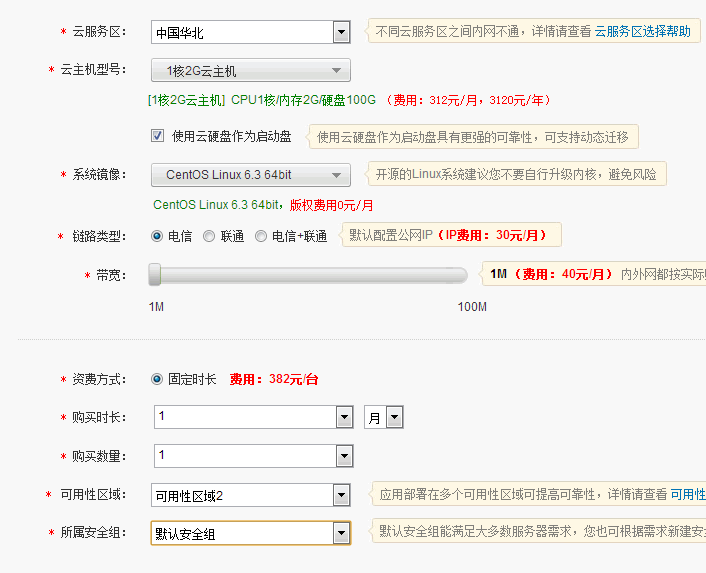 * 云服务区： 中国华北 不同云服务区之间内网不通，详情请查看 云服务区选择帮助
* 云主机型号： 1核2G云主机
[1核2G云主机] CPU1核/内存2G/硬盘100G （费用：312元/月，3120元/年）
使用云硬盘作为启动盘 使用云硬盘作为启动盘具有更强的可靠性，可支持动态迁移
* 系统镜像： CentOS Linux 6.3 64bit 开源的Linux系统建议您不要自行升级内核，避免风险
CentOS Linux 6.3 64bit，版权费用0元/月
* 链路类型： 电信 联通 电信+联通 默认配置公网IP（IP费用：30元/月）
* 带宽： 1M（费用：40元/月） 内外网都按实际
1M 100M
* 资费方式： 固定时长 费用：382元/台
* 购买时长： 1 月
* 购买数量： 1
* 可用性区域： 可用性区域2 应用部署在多个可用性区域可提高可靠性，详情请查看 可用性
* 所属安全组： 默认安全组 默认安全组能满足大多数服务器需求，您也可根据需求新建安